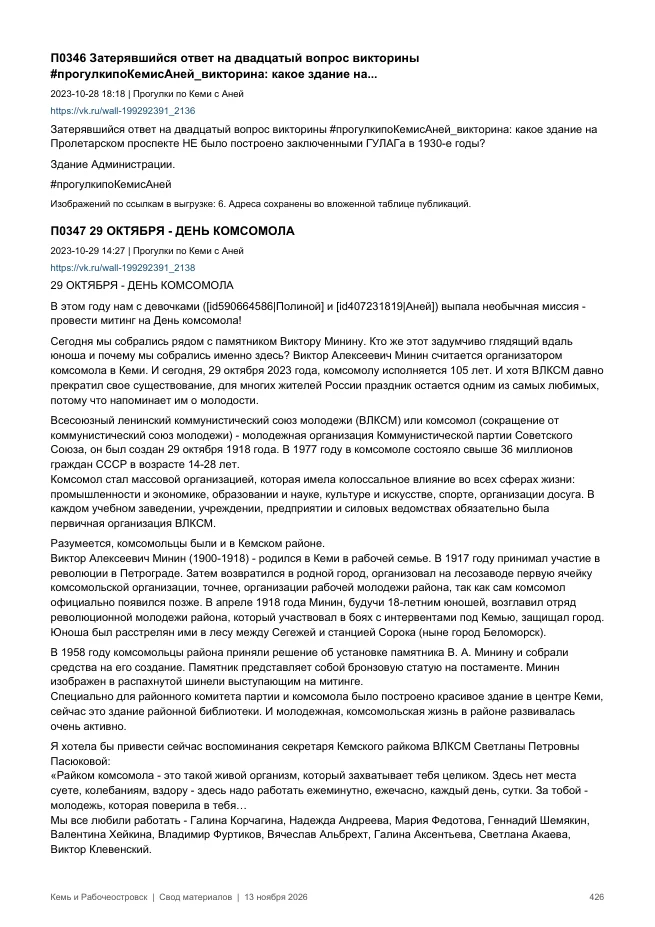 П0346 Затерявшийся ответ на двадцатый вопрос викторины
#прогулкипоКемисАней_викторина: какое здание на...
2023-10-28 18:18 | Прогулки по Кеми с Аней
https://vk.ru/wall-199292391_2136
Затерявшийся ответ на двадцатый вопрос викторины #прогулкипоКемисАней_викторина: какое здание на
Пролетарском проспекте НЕ было построено заключенными ГУЛАГа в 1930-е годы?
Здание Администрации.
#прогулкипоКемисАней
Изображений по ссылкам в выгрузке: 6. Адреса сохранены во вложенной таблице публикаций.
П0347 29 ОКТЯБРЯ - ДЕНЬ КОМСОМОЛА
2023-10-29 14:27 | Прогулки по Кеми с Аней
https://vk.ru/wall-199292391_2138
29 ОКТЯБРЯ - ДЕНЬ КОМСОМОЛА
В этом году нам с девочками ([id590664586|Полиной] и [id407231819|Аней]) выпала необычная миссия -
провести митинг на День комсомола!
Сегодня мы собрались рядом с памятником Виктору Минину. Кто же этот задумчиво глядящий вдаль
юноша и почему мы собрались именно здесь? Виктор Алексеевич Минин считается организатором
комсомола в Кеми. И сегодня, 29 октября 2023 года, комсомолу исполняется 105 лет. И хотя ВЛКСМ давно
прекратил свое существование, для многих жителей России праздник остается одним из самых любимых,
потому что напоминает им о молодости.
Всесоюзный ленинский коммунистический союз молодежи (ВЛКСМ) или комсомол (сокращение от
коммунистический союз молодежи) - молодежная организация Коммунистической партии Советского
Союза, он был создан 29 октября 1918 года. В 1977 году в комсомоле состояло свыше 36 миллионов
граждан СССР в возрасте 14-28 лет.
Комсомол стал массовой организацией, которая имела колоссальное влияние во всех сферах жизни:
промышленности и экономике, образовании и науке, культуре и искусстве, спорте, организации досуга. В
каждом учебном заведении, учреждении, предприятии и силовых ведомствах обязательно была
первичная организация ВЛКСМ.
Разумеется, комсомольцы были и в Кемском районе.
Виктор Алексеевич Минин (1900-1918) - родился в Кеми в рабочей семье. В 1917 году принимал участие в
революции в Петрограде. Затем возвратился в родной город, организовал на лесозаводе первую ячейку
комсомольской организации, точнее, организации рабочей молодежи района, так как сам комсомол
официально появился позже. В апреле 1918 года Минин, будучи 18-летним юношей, возглавил отряд
революционной молодежи района, который участвовал в боях с интервентами под Кемью, защищал город.
Юноша был расстрелян ими в лесу между Сегежей и станцией Сорока (ныне город Беломорск).
В 1958 году комсомольцы района приняли решение об установке памятника В. А. Минину и собрали
средства на его создание. Памятник представляет собой бронзовую статую на постаменте. Минин
изображен в распахнутой шинели выступающим на митинге.
Специально для районного комитета партии и комсомола было построено красивое здание в центре Кеми,
сейчас это здание районной библиотеки. И молодежная, комсомольская жизнь в районе развивалась
очень активно.
Я хотела бы привести сейчас воспоминания секретаря Кемского райкома ВЛКСМ Светланы Петровны
Пасюковой:
«Райком комсомола - это такой живой организм, который захватывает тебя целиком. Здесь нет места
суете, колебаниям, вздору - здесь надо работать ежеминутно, ежечасно, каждый день, сутки. За тобой -
молодежь, которая поверила в тебя…
Мы все любили работать - Галина Корчагина, Надежда Андреева, Мария Федотова, Геннадий Шемякин,
Валентина Хейкина, Владимир Фуртиков, Вячеслав Альбрехт, Галина Аксентьева, Светлана Акаева,
Виктор Клевенский.
Кемь и Рабочеостровск | Свод материалов | 13 ноября 2026
426